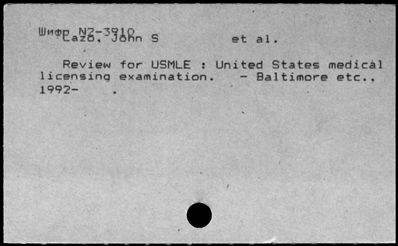 Шифр NZ-3910
Lazo, John S et al.
Review for USMLE : United States medical
licensing examination. - Baltimore etc.,
1992- .